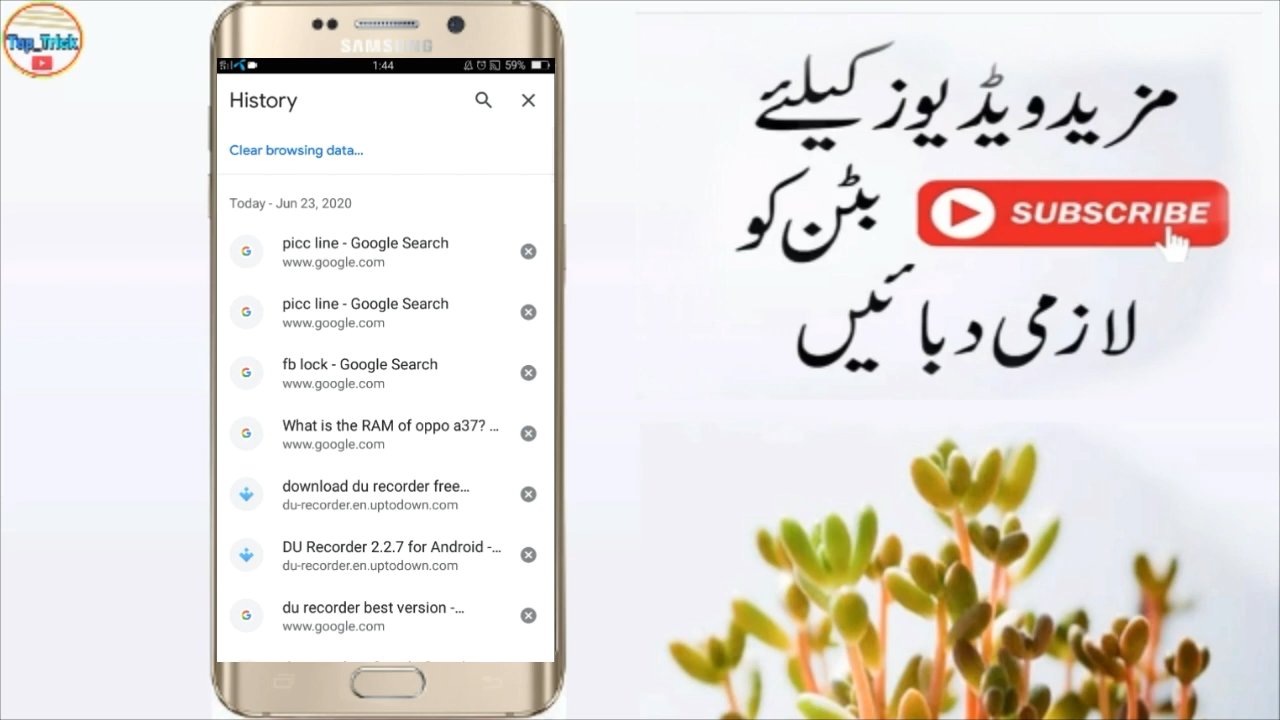 Top_Trick
SAMSUNG
1:44
59%
History
Clear browsing data...
Today - Jun 23, 2020
picc line - Google Search
www.google.com
picc line - Google Search
www.google.com
fb lock - Google Search
www.google.com
What is the RAM of oppo a37? ...
www.google.com
download du recorder free...
du-recorder.en.uptodown.com
DU Recorder 2.2.7 for Android -...
du-recorder.en.uptodown.com
du recorder best version -...
www.google.com
مزید ویڈیوز کیلئے
SUBSCRIBE بٹن کو
لازمی دبائیں